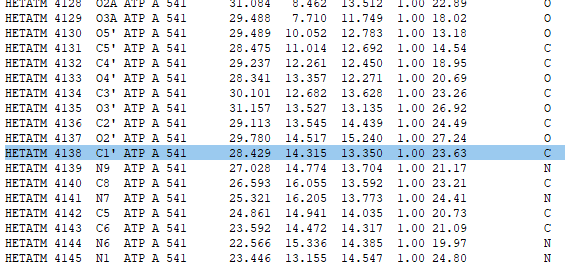 HETATM 4128  O2A ATP A 541      31.084   8.462  13.512  1.00 22.89           O
HETATM 4129  O3A ATP A 541      29.488   7.710  11.749  1.00 18.02           O
HETATM 4130  O5' ATP A 541      29.489  10.052  12.783  1.00 13.18           O
HETATM 4131  C5' ATP A 541      28.475  11.014  12.692  1.00 14.54           C
HETATM 4132  C4' ATP A 541      29.237  12.261  12.450  1.00 18.95           C
HETATM 4133  O4' ATP A 541      28.341  13.357  12.271  1.00 20.69           O
HETATM 4134  C3' ATP A 541      30.101  12.682  13.628  1.00 23.26           C
HETATM 4135  O3' ATP A 541      31.157  13.527  13.135  1.00 26.92           O
HETATM 4136  C2' ATP A 541      29.113  13.545  14.439  1.00 24.49           C
HETATM 4137  O2' ATP A 541      29.780  14.517  15.240  1.00 27.24           O
HETATM 4138  C1' ATP A 541      28.429  14.315  13.350  1.00 23.63           C
HETATM 4139  N9  ATP A 541      27.028  14.774  13.704  1.00 21.17           N
HETATM 4140  C8  ATP A 541      26.593  16.055  13.592  1.00 23.21           C
HETATM 4141  N7  ATP A 541      25.321  16.205  13.773  1.00 24.41           N
HETATM 4142  C5  ATP A 541      24.861  14.941  14.035  1.00 20.73           C
HETATM 4143  C6  ATP A 541      23.592  14.472  14.317  1.00 21.09           C
HETATM 4144  N6  ATP A 541      22.566  15.336  14.385  1.00 19.97           N
HETATM 4145  N1  ATP A 541      23.446  13.155  14.547  1.00 24.80           N